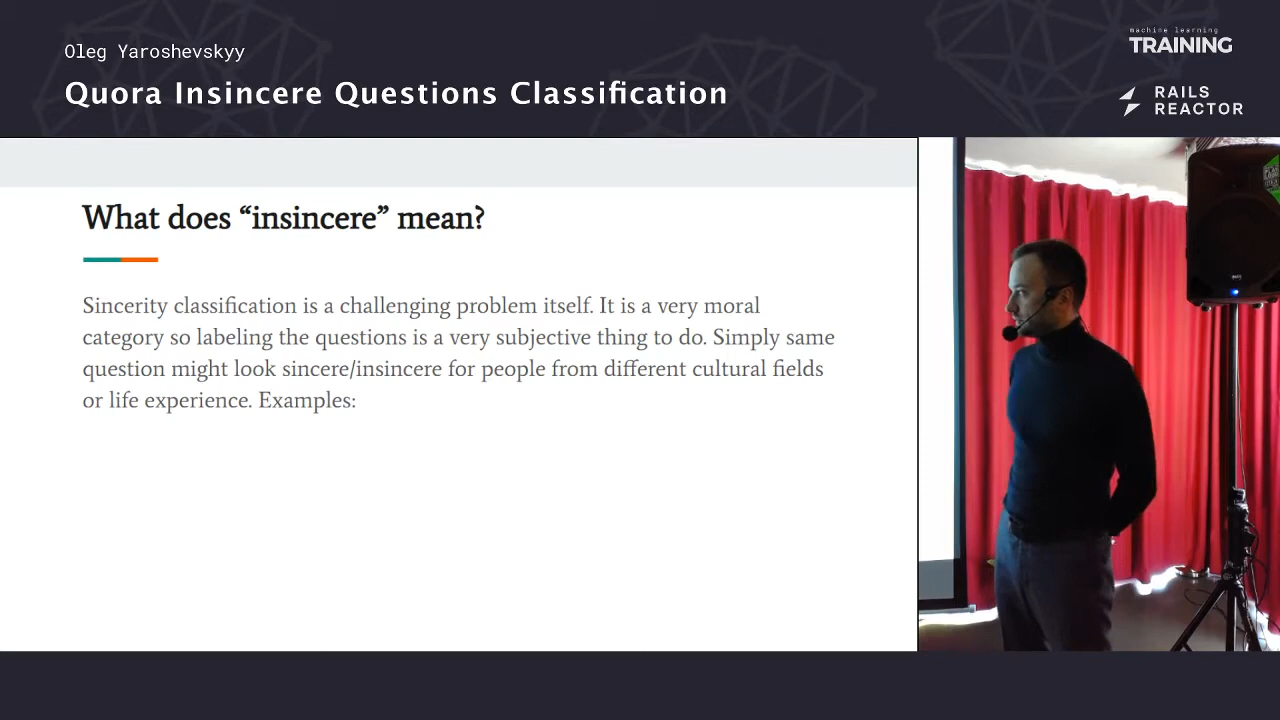 Oleg Yaroshevskyy
Quora Insincere Questions Classification
machine learning
TRAINING
RAILS
REACTOR
What does “insincere” mean?
Sincerity classification is a challenging problem itself. It is a very moral
category so labeling the questions is a very subjective thing to do. Simply same
question might look sincere/insincere for people from different cultural fields
or life experience. Examples: